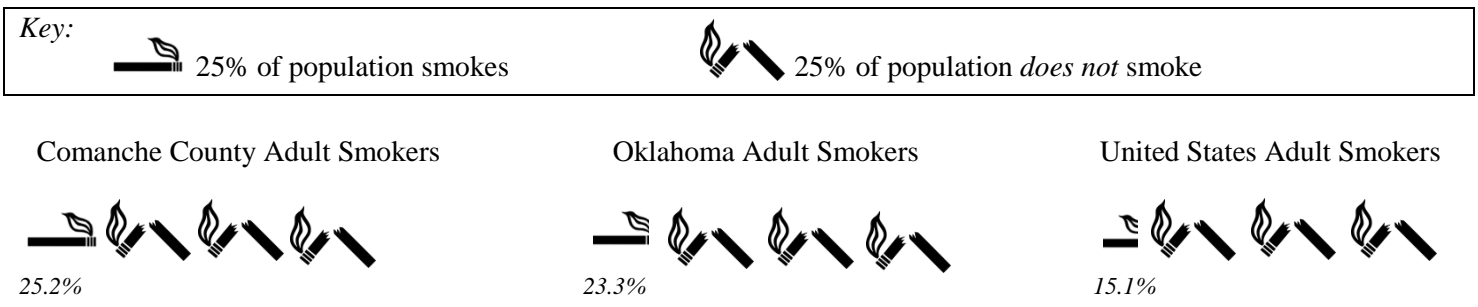 Key:
25% of population smokes
25% of population does not smoke
Comanche County Adult Smokers
Oklahoma Adult Smokers
United States Adult Smokers
25.2%
23.3%
15.1%